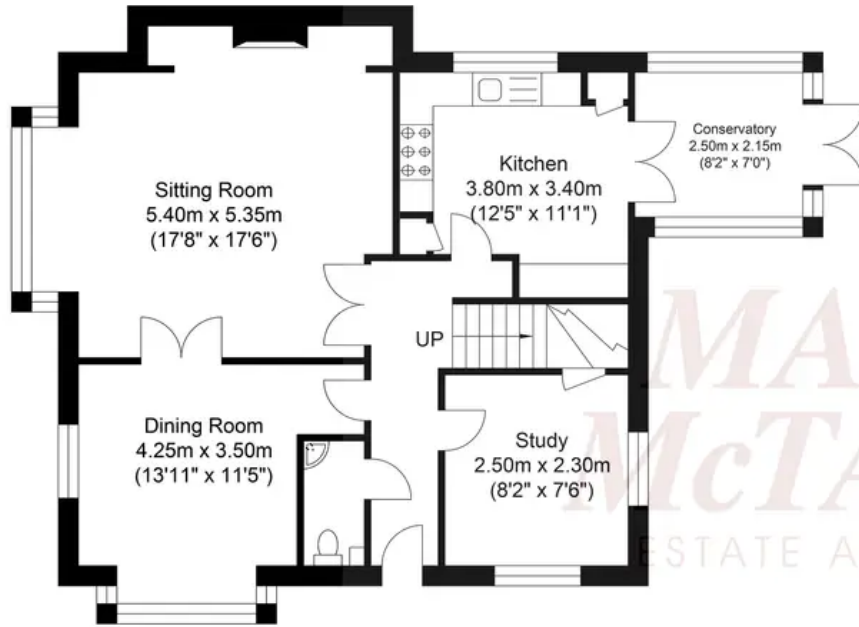 Sitting Room
5.40m x 5.35m
(17'8" x 17'6")
Kitchen
3.80m x 3.40m
(12'5" x 11'1")
Conservatory
2.50m x 2.15m
(8'2" x 7'0")
UP
Dining Room
4.25m x 3.50m
(13'11" x 11'5")
Study
2.50m x 2.30m
(8'2" x 7'6")
MA
McTA
ESTATE A